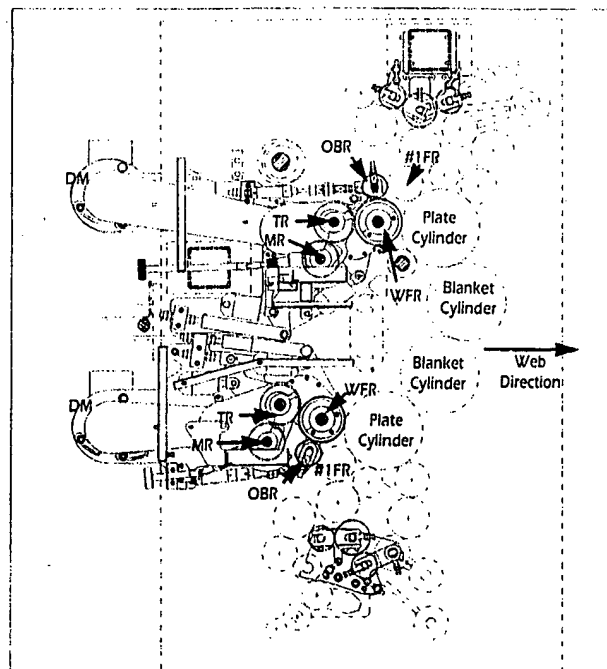 OBR
#1FR
DM
TR
Plate
Cylinder
MR
WFR
Blanket
Cylinder
Blanket
Cylinder
Web
Direction
DM
WFR
TR
Plate
Cylinder
MR
#1FR
OBR